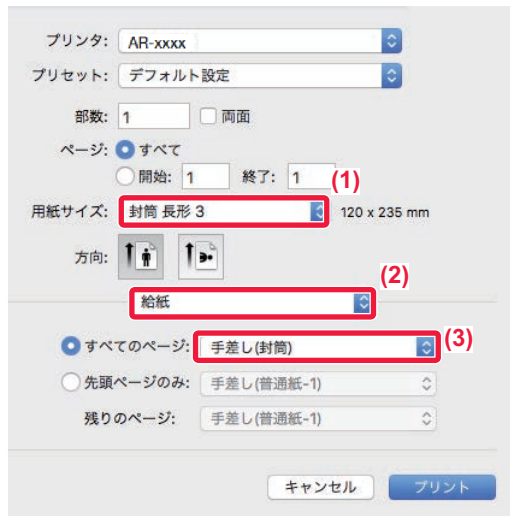 プリンタ: AR-xxxx
プリセット: デフォルト設定
部数: 1 両面
ページ: すべて
開始: 1 終了: 1
(1)
用紙サイズ: 封筒 長形 3 120 x 235 mm
方向:
(2)
給紙
すべてのページ: 手差し(封筒) (3)
先頭ページのみ: 手差し(普通紙-1)
残りのページ: 手差し(普通紙-1)
キャンセル プリント